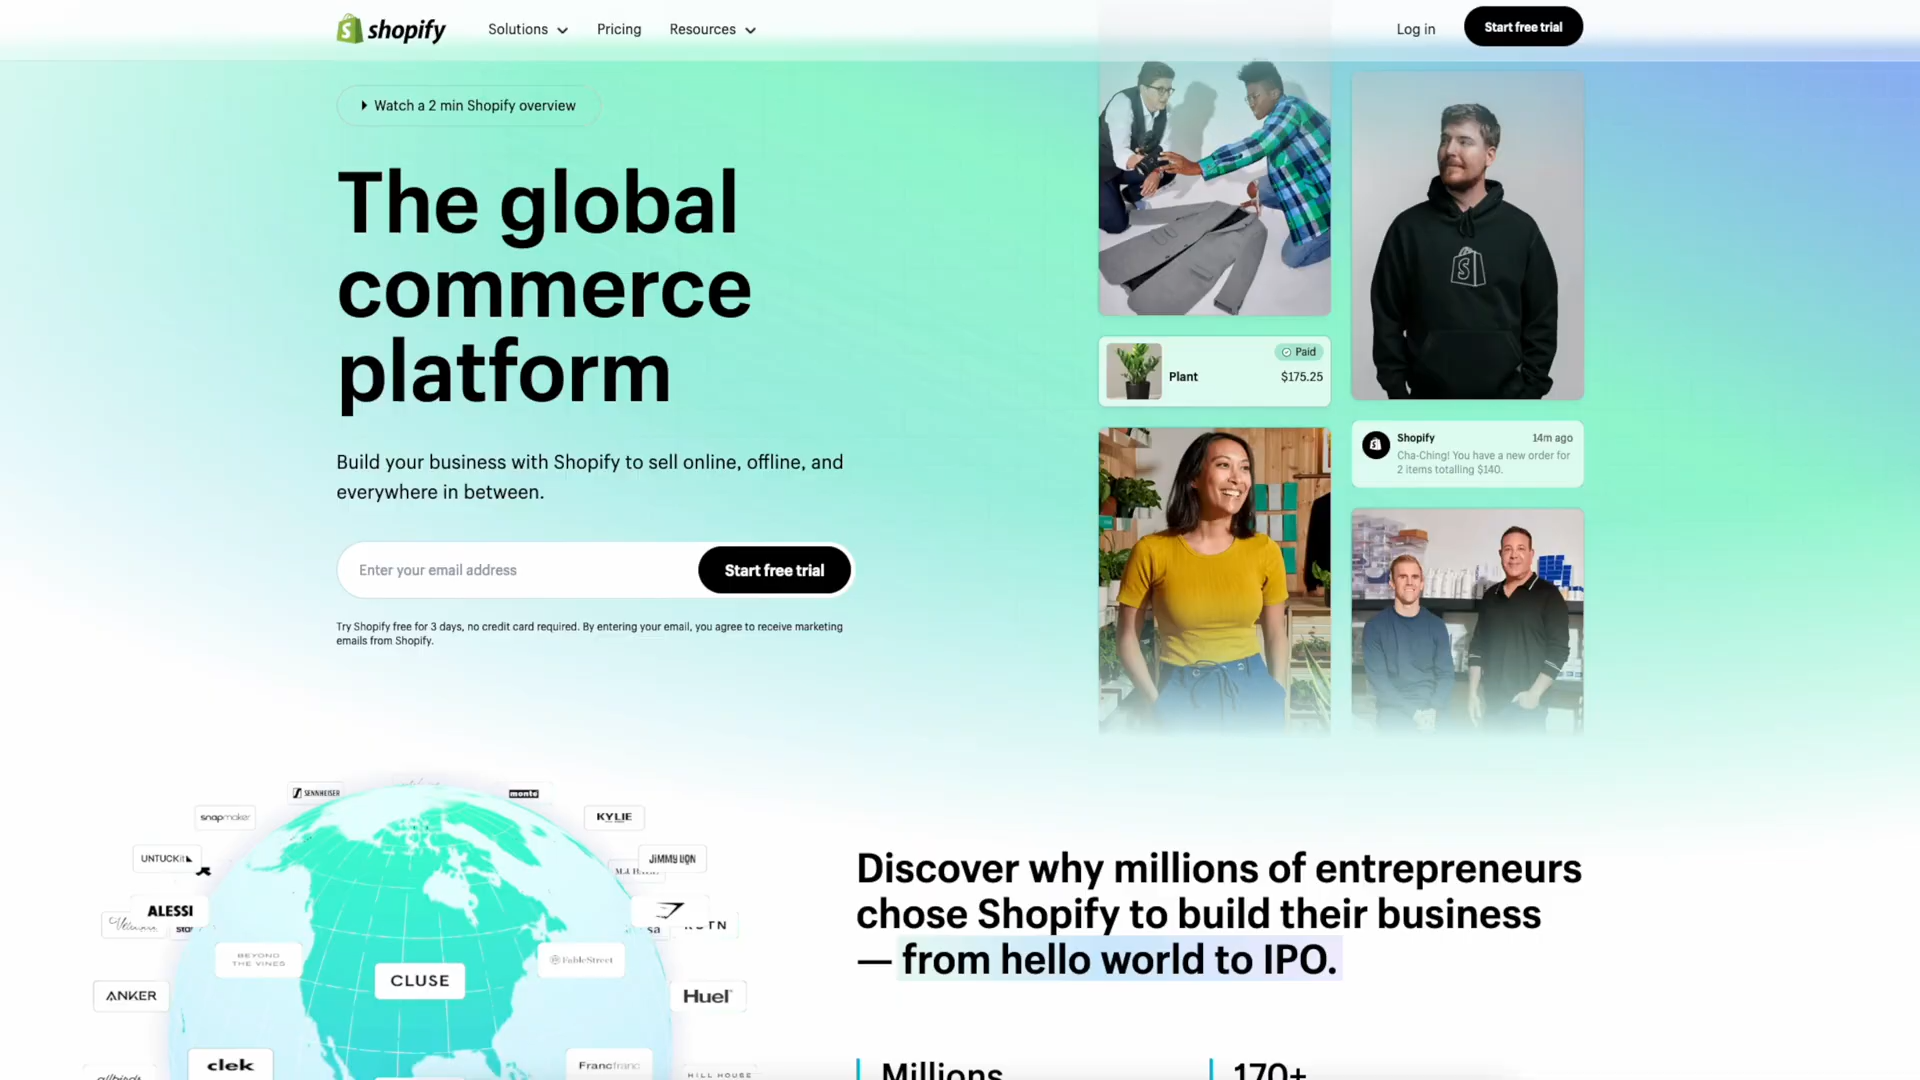 shopify
Solutions
Pricing
Resources
Log in
Start free trial
Watch a 2 min Shopify overview
The global
commerce
platform
Build your business with Shopify to sell online, offline, and
everywhere in between.
Enter your email address
Start free trial
Try Shopify free for 3 days, no credit card required. By entering your email, you agree to receive marketing
emails from Shopify.
Paid
Plant
$175.25
Shopify
14m ago
Cha-Ching! You have a new order for
2 items totalling $140.
SENNHEISER
monte
snapmaker
KYLIE
UNTUCKit
JIMMY LION
ALESSI
BEYOND
THE VINES
FableStreet
CLUSE
ANKER
Huel
clek
Francfranc
allbirds
HILL HOUSE
Discover why millions of entrepreneurs
chose Shopify to build their business
— from hello world to IPO.
Millions
170+